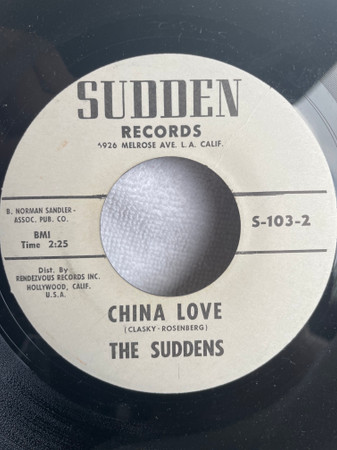 SUDDEN
RECORDS
5926 MELROSE AVE. L.A. CALIF.
B. NORMAN SANDLER-
ASSOC. PUB. CO.
BMI
Time 2:25
S-103-2
Dist. By
RENDEZVOUS RECORDS INC.
HOLLYWOOD, CALIF.
U.S.A.
CHINA LOVE
(CLASKY-ROSENBERG)
THE SUDDENS